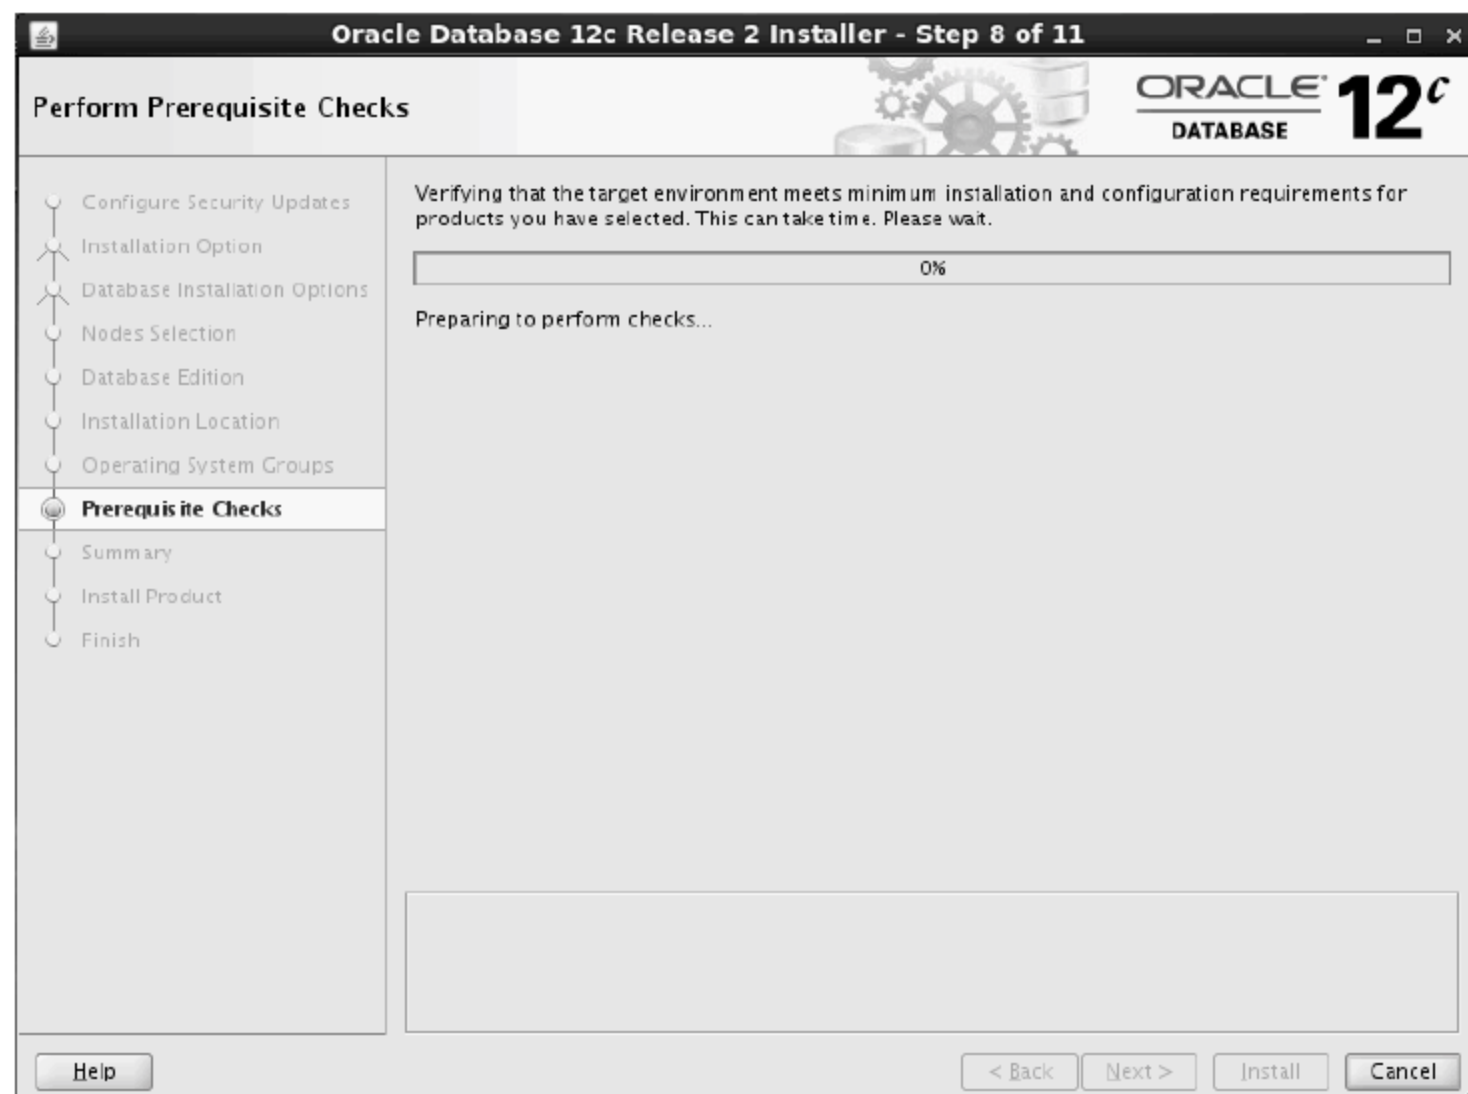 Oracle Database 12c Release 2 Installer - Step 8 of 11
Perform Prerequisite Checks
ORACLE
DATABASE
12c
Configure Security Updates
Installation Option
Database Installation Options
Nodes Selection
Database Edition
Installation Location
Operating System Groups
Prerequisite Checks
Summary
Install Product
Finish
Verifying that the target environment meets minimum installation and configuration requirements for
products you have selected. This can take time. Please wait.
0%
Preparing to perform checks...
Help
< Back
Next >
Install
Cancel